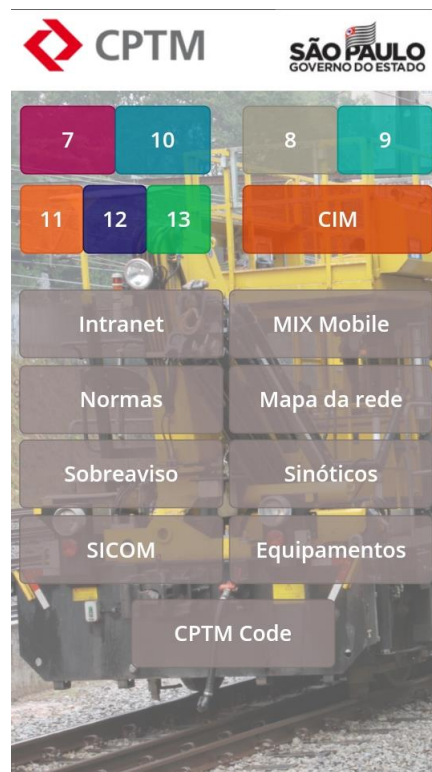 CPTM
SÃO PAULO
GOVERNO DO ESTADO
7 10 8 9
11 12 13 CIM
Intranet MIX Mobile
Normas Mapa da rede
Sobreaviso Sinóticos
SICOM Equipamentos
CPTM Code